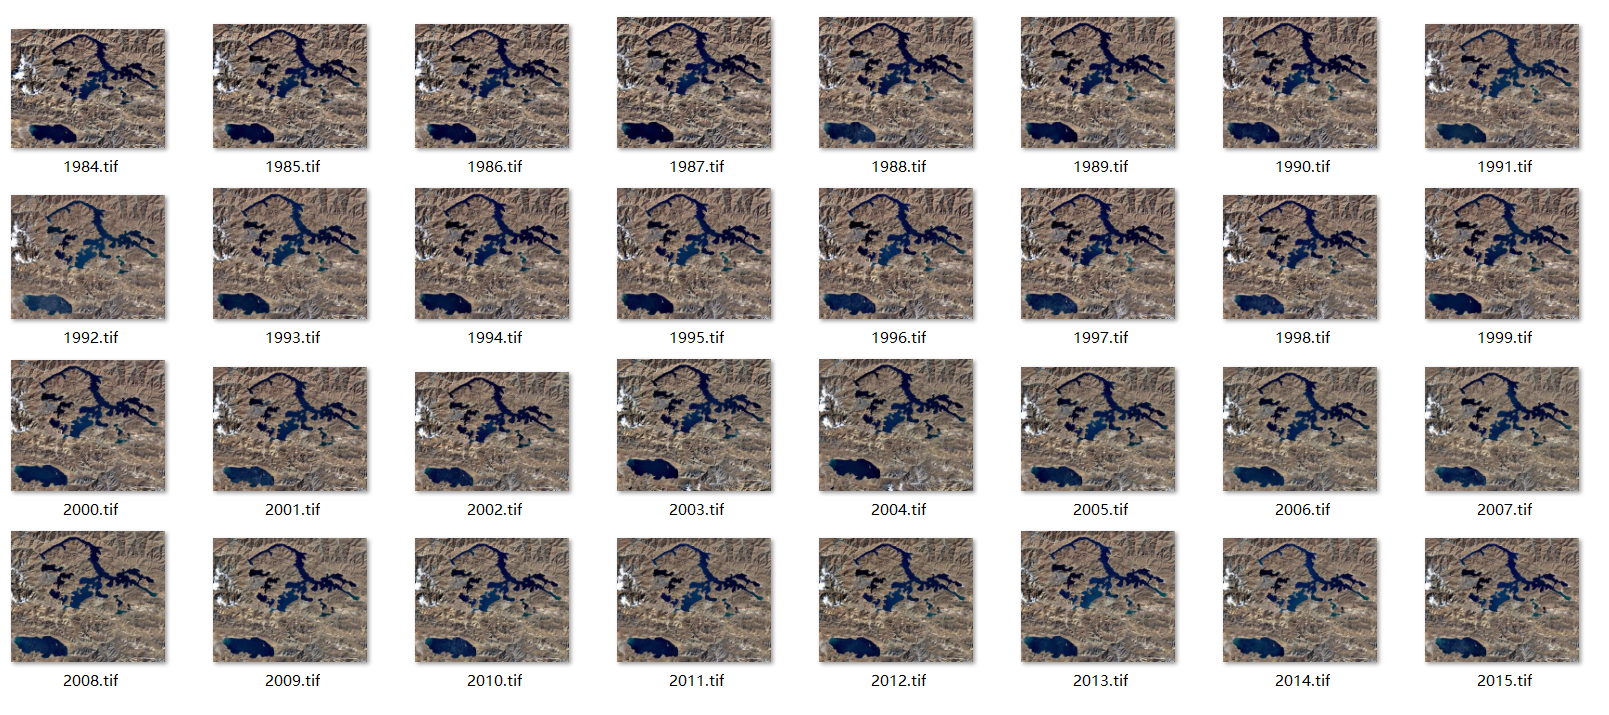 1984.tif 1985.tif 1986.tif 1987.tif 1988.tif 1989.tif 1990.tif 1991.tif
1992.tif 1993.tif 1994.tif 1995.tif 1996.tif 1997.tif 1998.tif 1999.tif
2000.tif 2001.tif 2002.tif 2003.tif 2004.tif 2005.tif 2006.tif 2007.tif
2008.tif 2009.tif 2010.tif 2011.tif 2012.tif 2013.tif 2014.tif 2015.tif